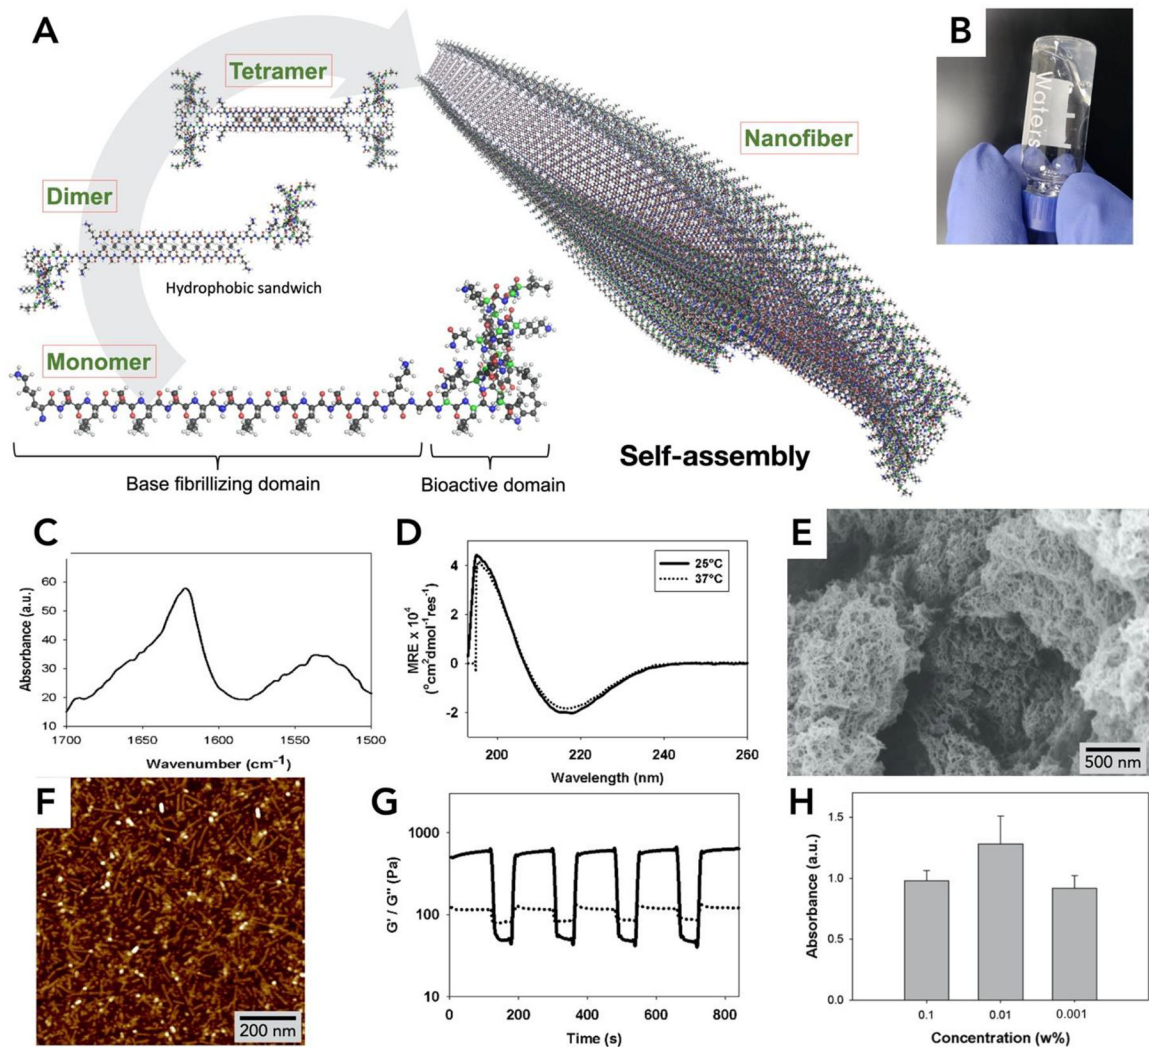 A
Tetramer
Dimer
Hydrophobic sandwich
Monomer
Base fibrillizing domain
Bioactive domain
Nanofiber
Self-assembly
B
Waters
C
Absorbance (a.u.)
60
50
40
30
20
10
1700
1650
1600
1550
1500
Wavenumber (cm⁻¹)
D
MRE x 10⁴
(°cm²dmol⁻¹res⁻¹)
4
2
0
-2
25°C
37°C
200
220
240
260
Wavelength (nm)
E
500 nm
F
200 nm
G
G' / G'' (Pa)
1000
100
10
0
200
400
600
800
Time (s)
H
Absorbance (a.u.)
1.5
1.0
0.5
0.0
0.1
0.01
0.001
Concentration (w%)